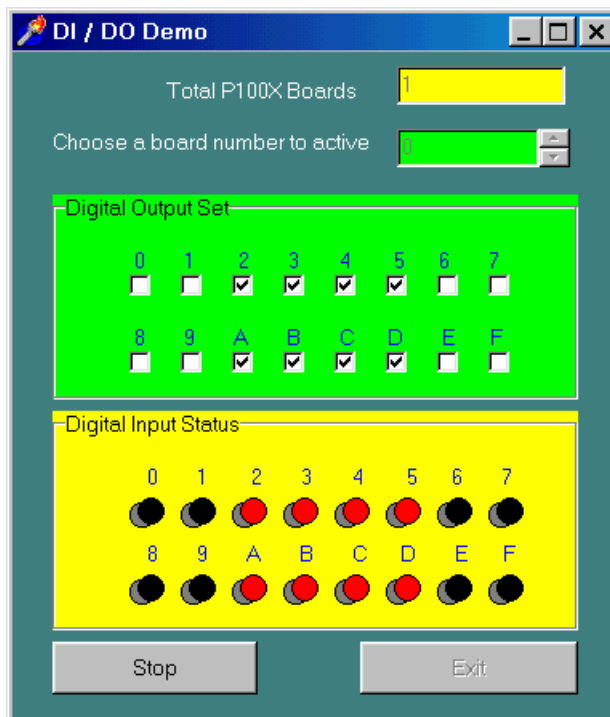 DI / DO Demo
Total P100X Boards 1
Choose a board number to active 0
Digital Output Set
0 1 2 3 4 5 6 7
8 9 A B C D E F
Digital Input Status
0 1 2 3 4 5 6 7
8 9 A B C D E F
Stop Exit